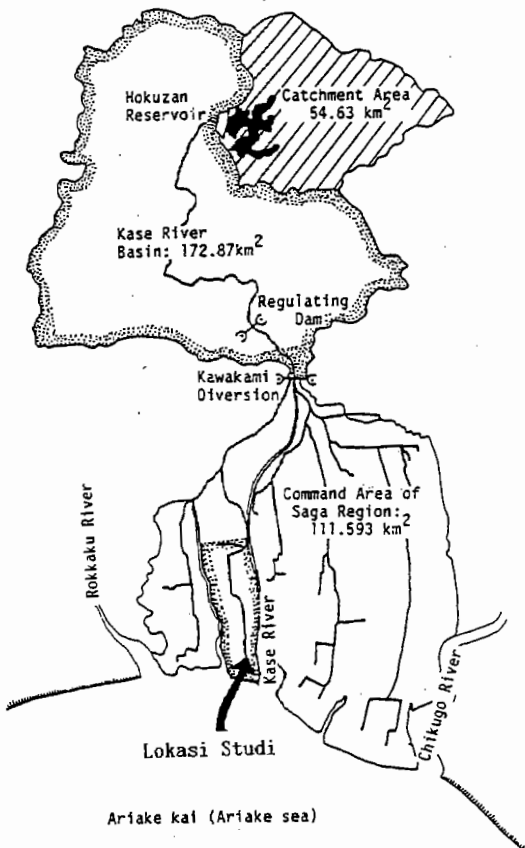 Hokuzan
Reservoir
Catchment Area
54.63 km2
Kase River
Basin: 172.87km2
Regulating
Dam
Kawakami
Diversion
Command Area of
Saga Region:
111.593 km2
Rokkaku River
Kase River
Chikugo River
Lokasi Studi
Ariake kai (Ariake sea)